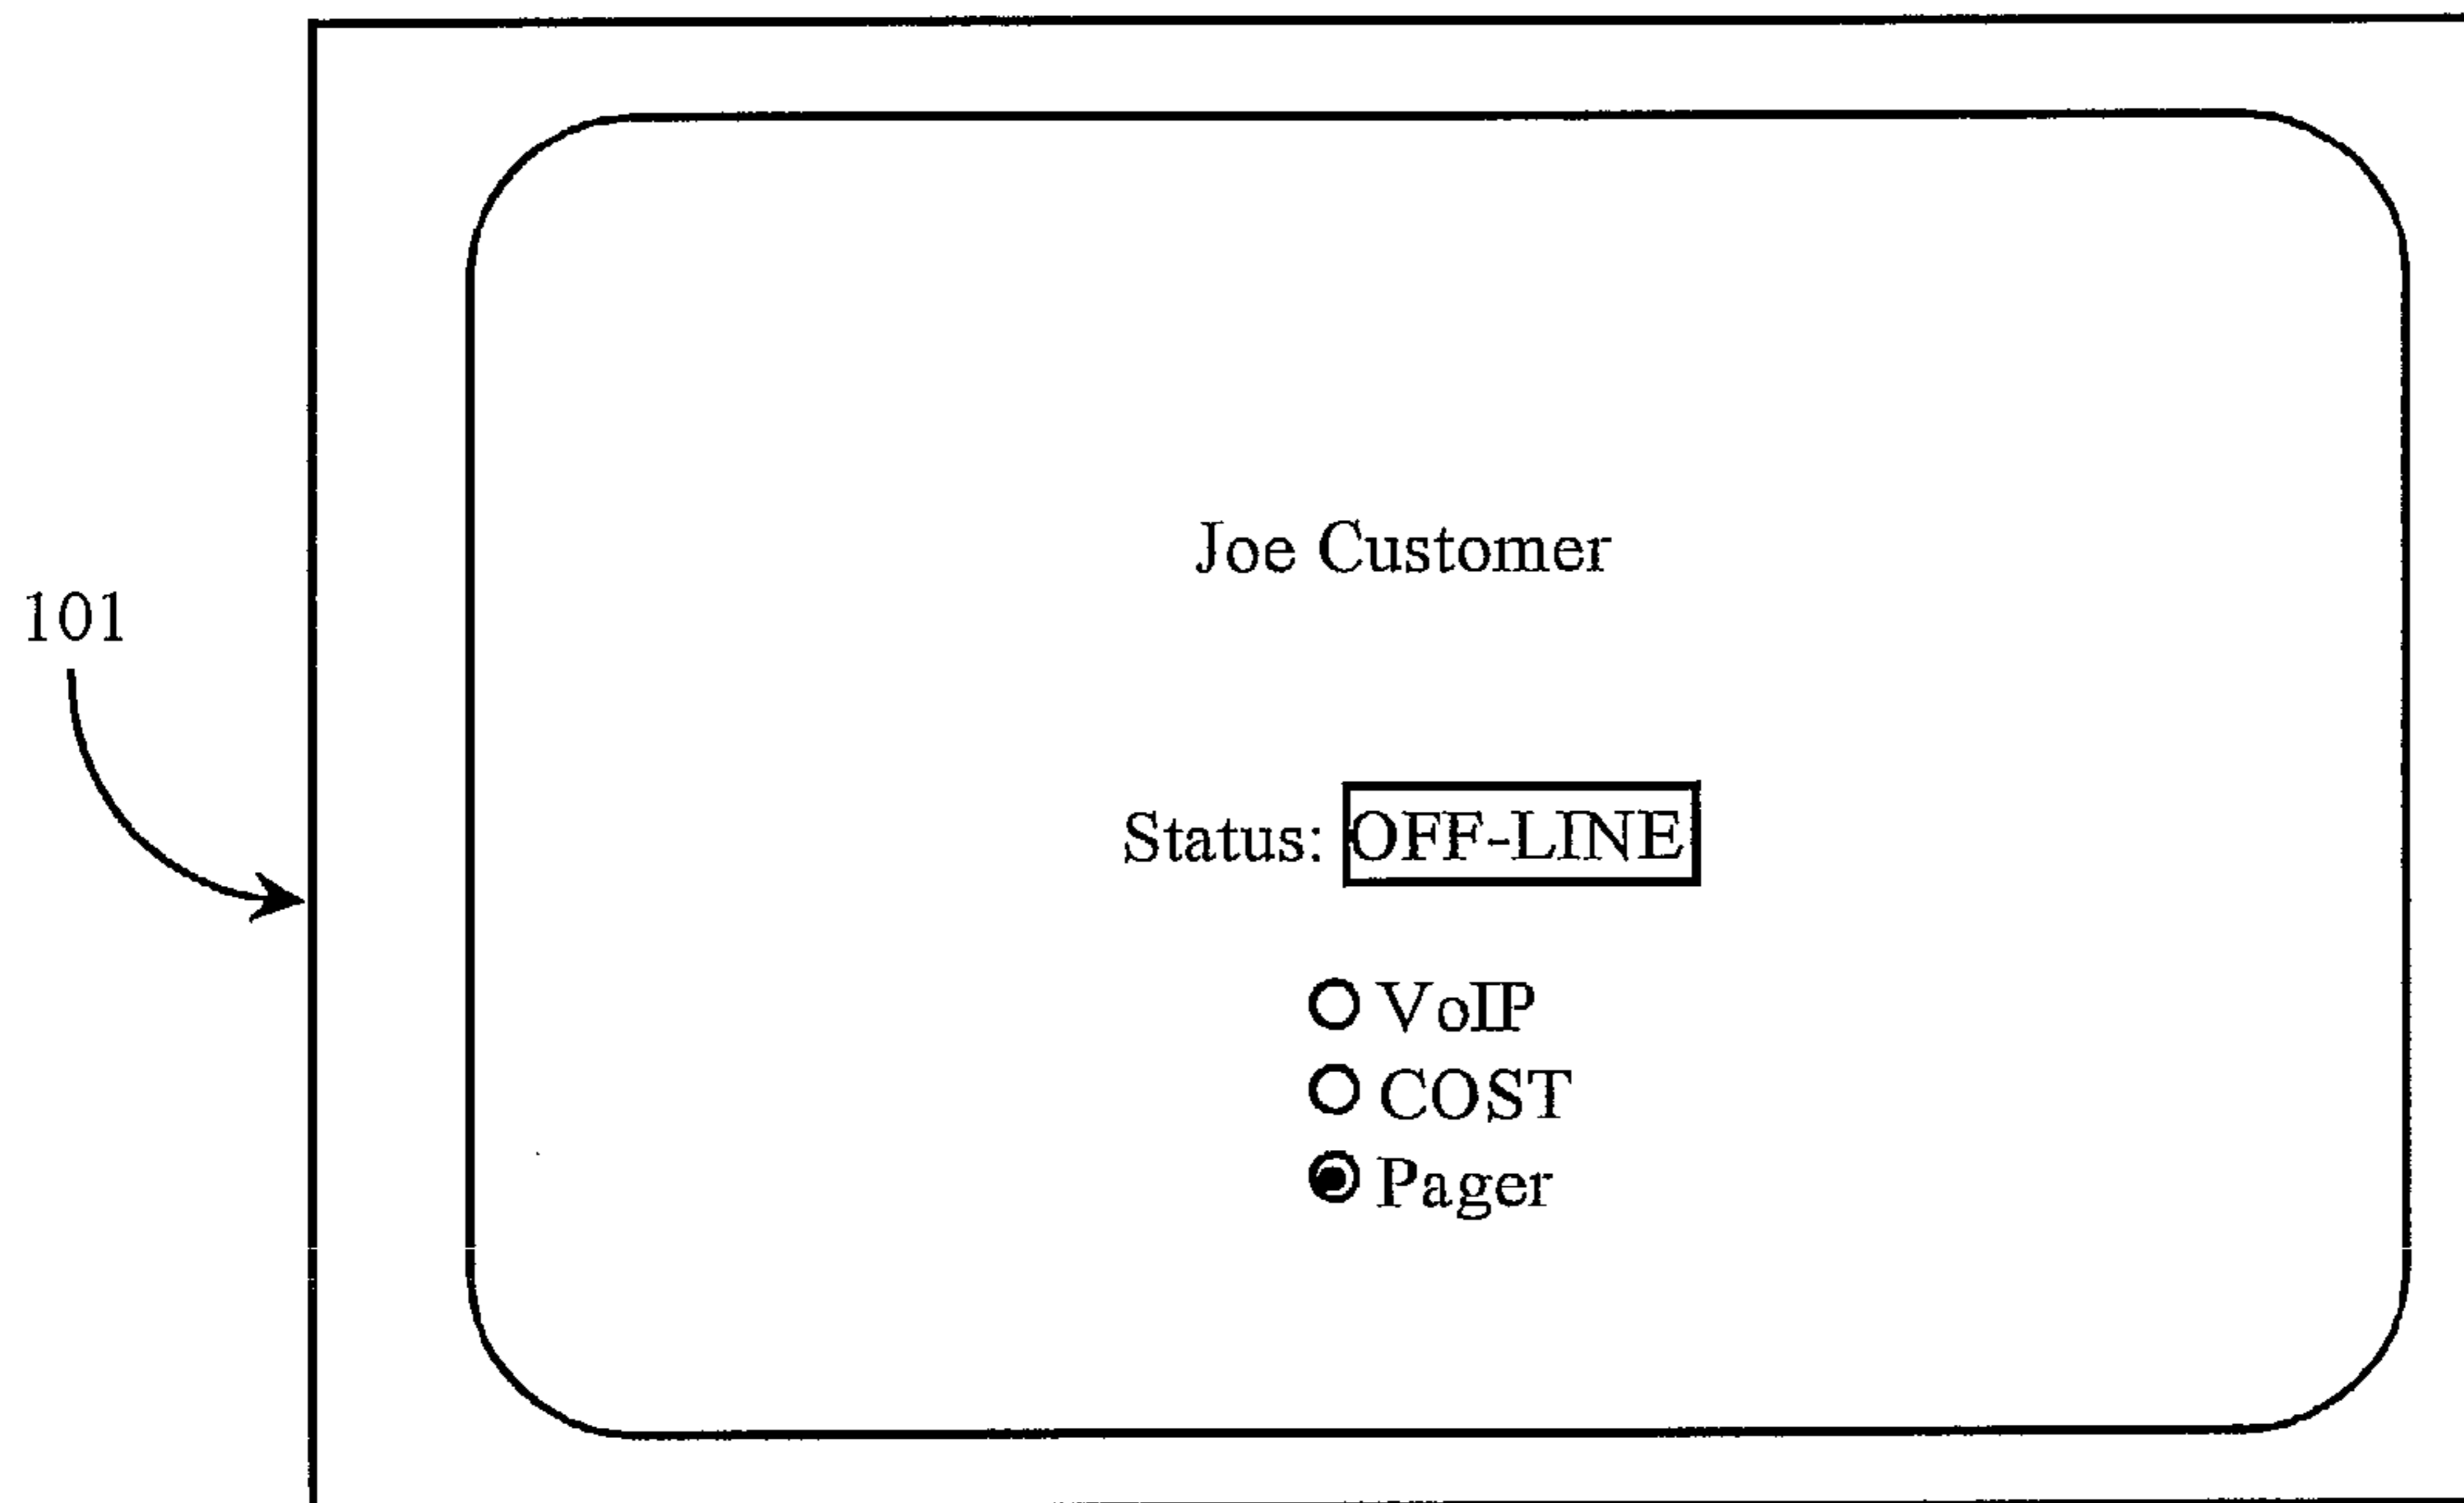 Joe Customer
101
Status: OFF-LINE
VoIP
COST
Pager